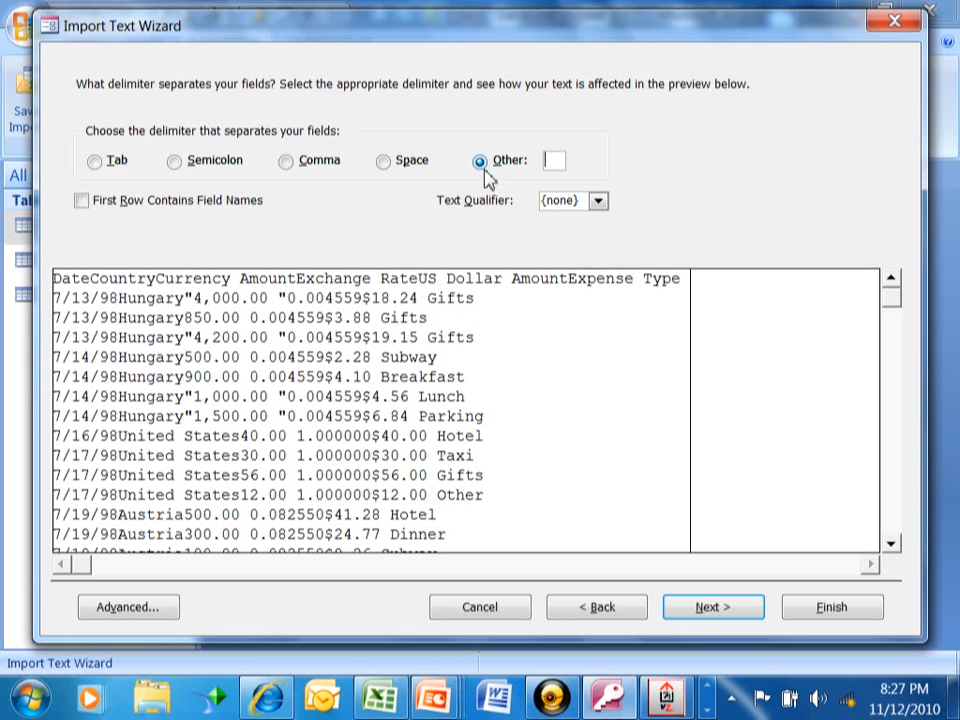 Import Text Wizard
What delimiter separates your fields? Select the appropriate delimiter and see how your text is affected in the preview below.
Choose the delimiter that separates your fields:
Tab Semicolon Comma Space Other:
First Row Contains Field Names Text Qualifier: {none}
Sav
Impo
All
Tab
DateCountryCurrency AmountExchange RateUS Dollar AmountExpense Type
7/13/98Hungary"4,000.00 "0.004559$18.24 Gifts
7/13/98Hungary850.00 0.004559$3.88 Gifts
7/13/98Hungary"4,200.00 "0.004559$19.15 Gifts
7/14/98Hungary500.00 0.004559$2.28 Subway
7/14/98Hungary900.00 0.004559$4.10 Breakfast
7/14/98Hungary"1,000.00 "0.004559$4.56 Lunch
7/14/98Hungary"1,500.00 "0.004559$6.84 Parking
7/16/98United States40.00 1.000000$40.00 Hotel
7/17/98United States30.00 1.000000$30.00 Taxi
7/17/98United States56.00 1.000000$56.00 Gifts
7/17/98United States12.00 1.000000$12.00 Other
7/19/98Austria500.00 0.082550$41.28 Hotel
7/19/98Austria300.00 0.082550$24.77 Dinner
Advanced... Cancel < Back Next > Finish
Import Text Wizard
8:27 PM
11/12/2010